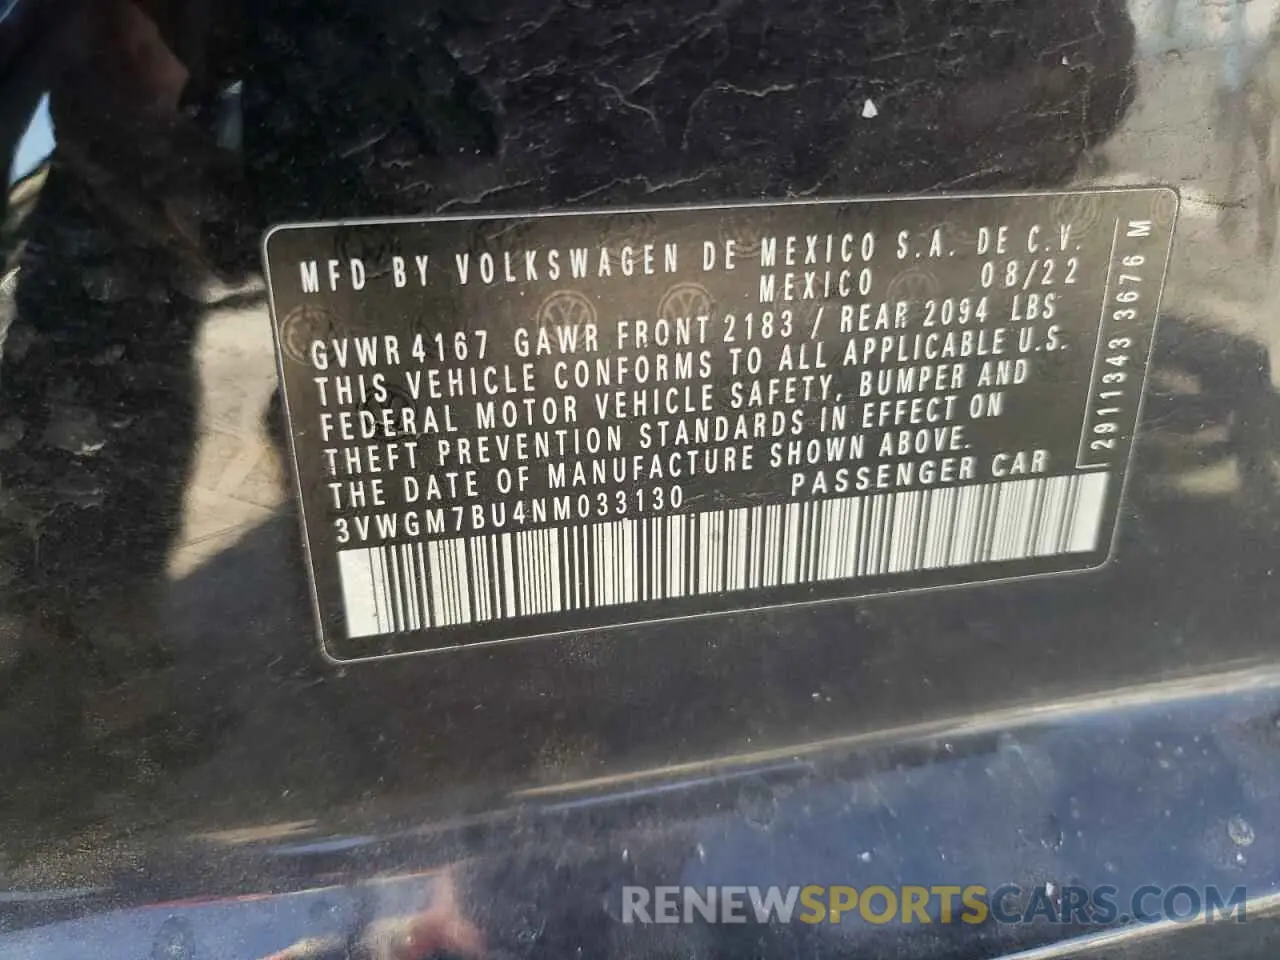 MFD BY VOLKSWAGEN DE MEXICO S.A. DE C.V.
MEXICO 08/22
GVWR 4167 GAWR FRONT 2183 / REAR 2094 LBS
THIS VEHICLE CONFORMS TO ALL APPLICABLE U.S.
FEDERAL MOTOR VEHICLE SAFETY, BUMPER AND
THEFT PREVENTION STANDARDS IN EFFECT ON
THE DATE OF MANUFACTURE SHOWN ABOVE.
3VWGM7BU4NM033130 PASSENGER CAR
29113433676 M
RENEWSPORTSCARS.COM